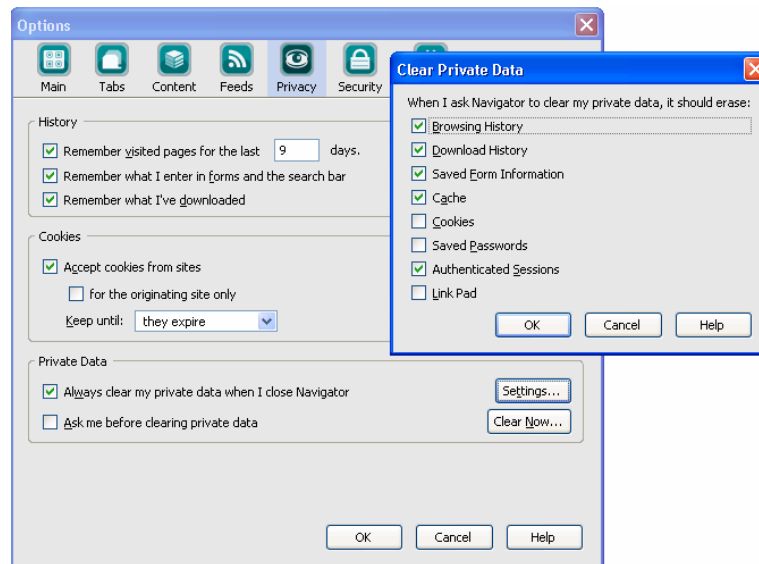 Options
Main Tabs Content Feeds Privacy Security
History
Remember visited pages for the last 9 days.
Remember what I enter in forms and the search bar
Remember what I've downloaded
Cookies
Accept cookies from sites
for the originating site only
Keep until: they expire
Private Data
Always clear my private data when I close Navigator
Settings...
Ask me before clearing private data
Clear Now...
OK Cancel Help
Clear Private Data
When I ask Navigator to clear my private data, it should erase:
Browsing History
Download History
Saved Form Information
Cache
Cookies
Saved Passwords
Authenticated Sessions
Link Pad
OK Cancel Help